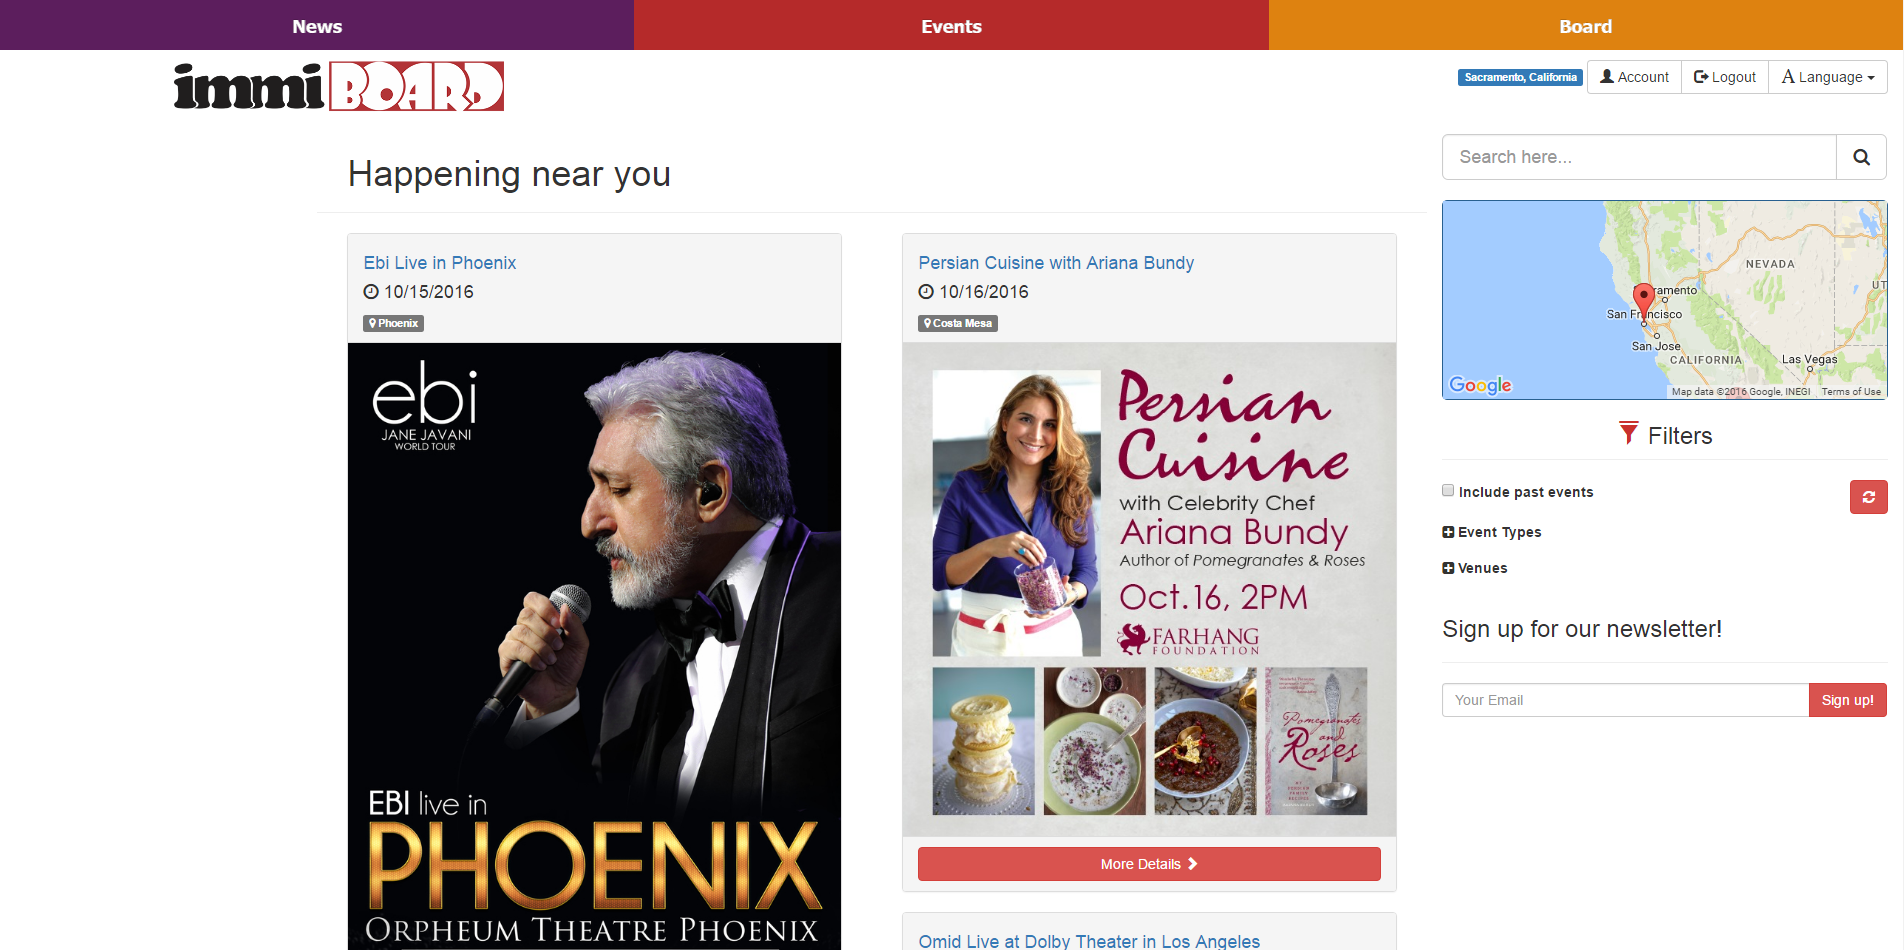 News
Events
Board
immiBOARD
Sacramento, California
Account
Logout
A Language
Search here...
Happening near you
Ebi Live in Phoenix
10/15/2016
Phoenix
ebi
JANE JAVANI
WORLD TOUR
EBI live in
PHOENIX
ORPHEUM THEATRE PHOENIX
Persian Cuisine with Ariana Bundy
10/16/2016
Costa Mesa
Persian
Cuisine
with Celebrity Chef
Ariana Bundy
Author of Pomegranates & Roses
Oct.16, 2PM
FARHANG
FOUNDATION
Pomegranates
and
Roses
More Details
Omid Live at Dolby Theater in Los Angeles
NEVADA
UT
ramento
San Francisco
San Jose
CALIFORNIA
Las Vegas
Google
Map data ©2016 Google, INEGI
Terms of Use
Filters
Include past events
Event Types
Venues
Sign up for our newsletter!
Your Email
Sign up!